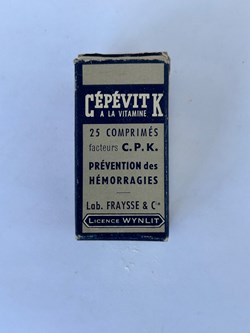 CÉPÉVIT K
A LA VITAMINE
25 COMPRIMÉS
facteurs C.P.K.
PRÉVENTION des
HÉMORRAGIES
Lab. FRAYSSE & Cie
LICENCE WYNLIT